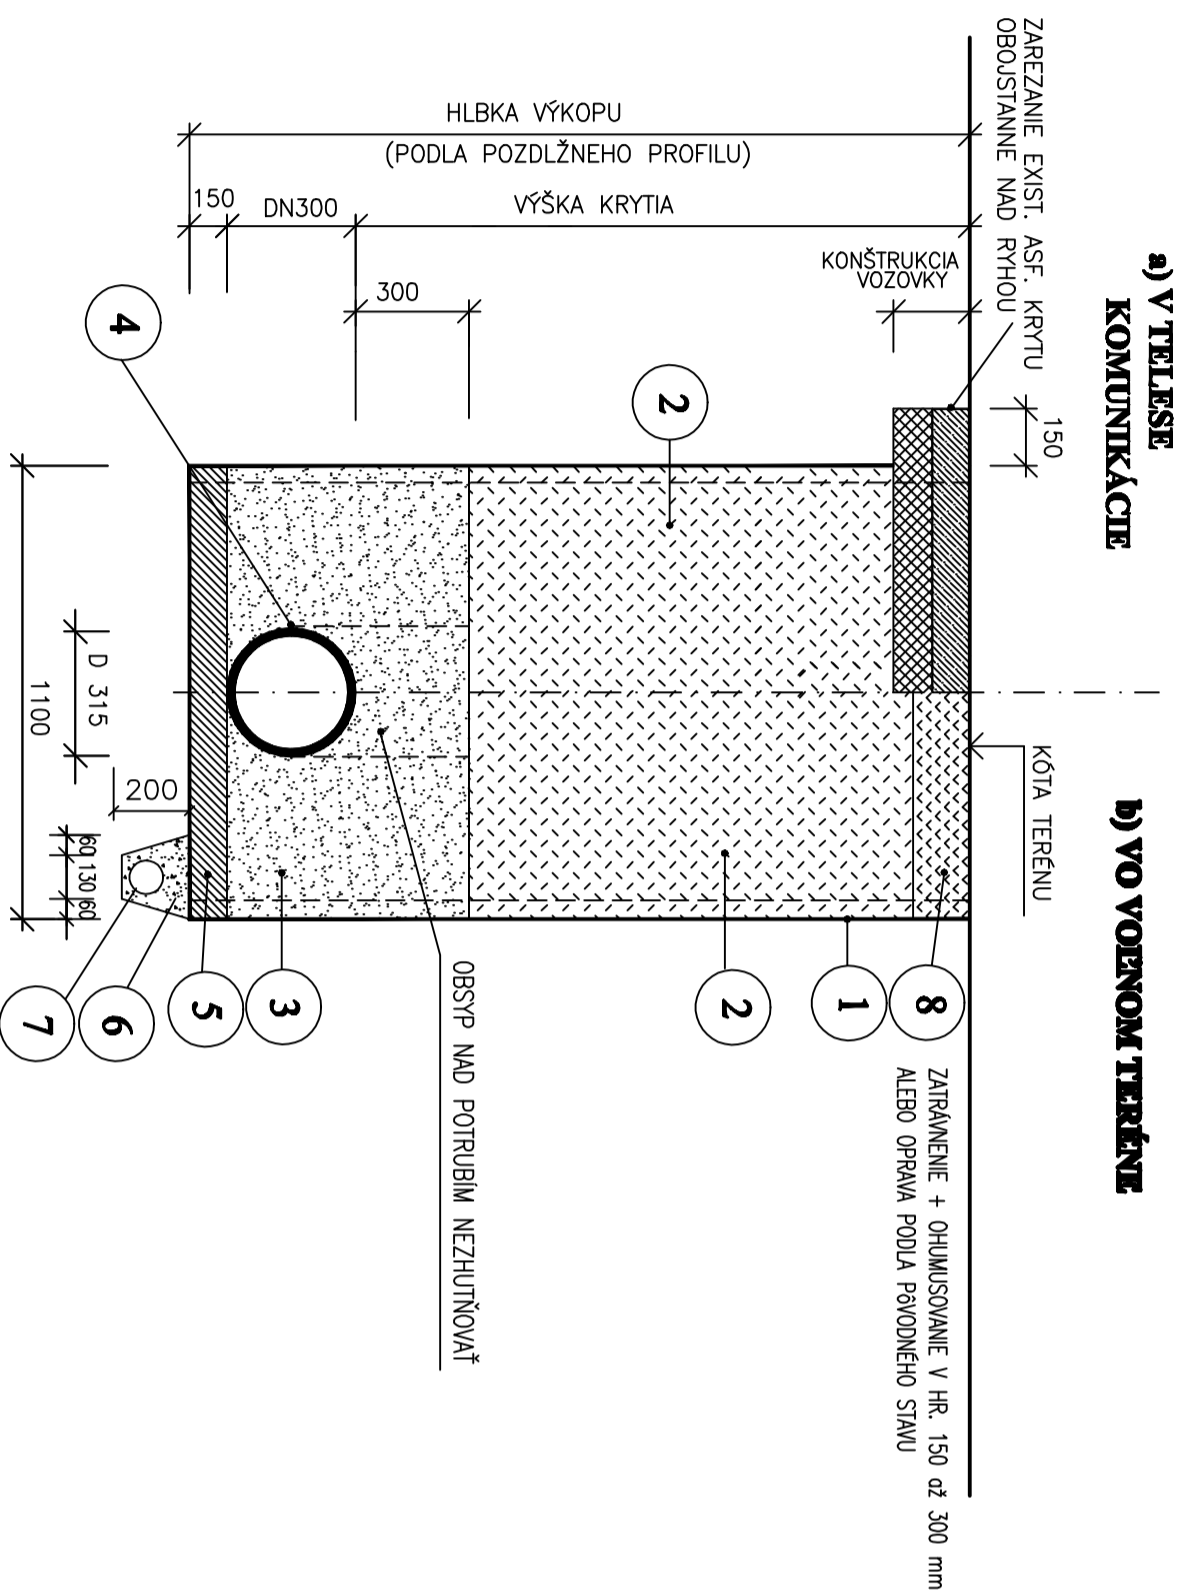 a) V TELESE
KOMUNIKÁCIE
b) VO VOĽNOM TERÉNE
ZAREZANIE EXIST. ASF. KRYTU
OBOJSTANNE NAD RYHOU
150
KÓTA TERÉNU
HLBKA VÝKOPU
(PODLA POZDLŽNEHO PROFILU)
150
DN300
VÝŠKA KRYTIA
KONŠTRUKCIA
VOZOVKY
300
4
2
8
ZATRÁVNENIE + OHUMUSOVANIE V HR. 150 až 300 mm
ALEBO OPRAVA PODLA PôVODNÉHO STAVU
1
2
OBSYP NAD POTRUBÍM NEZHUTŇOVAŤ
3
5
6
7
200
D 315
1100
60
130
60